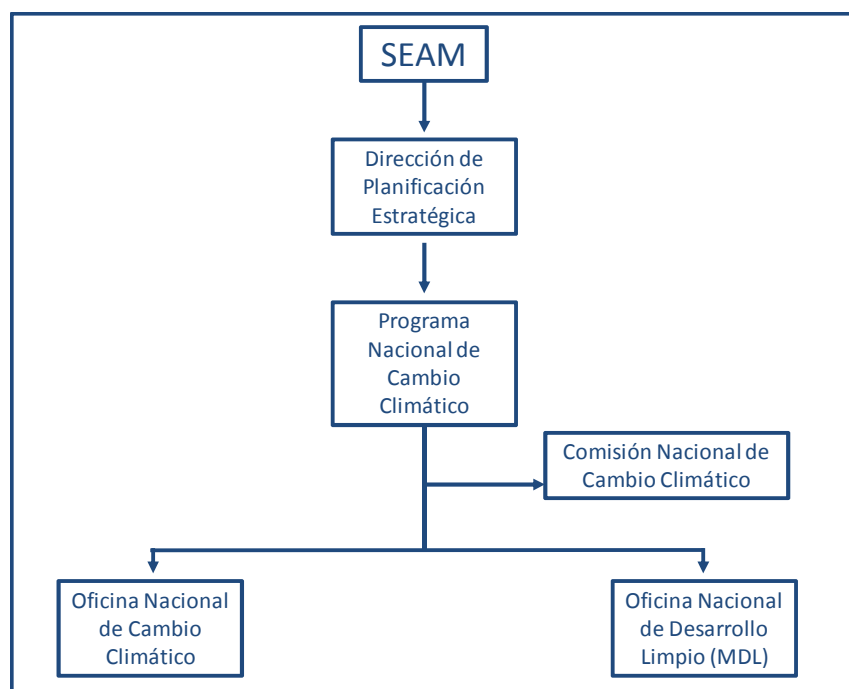 SEAM
Dirección de
Planificación
Estratégica
Programa
Nacional de
Cambio
Climático
Comisión Nacional de
Cambio Climático
Oficina Nacional
de Cambio
Climático
Oficina Nacional
de Desarrollo
Limpio (MDL)